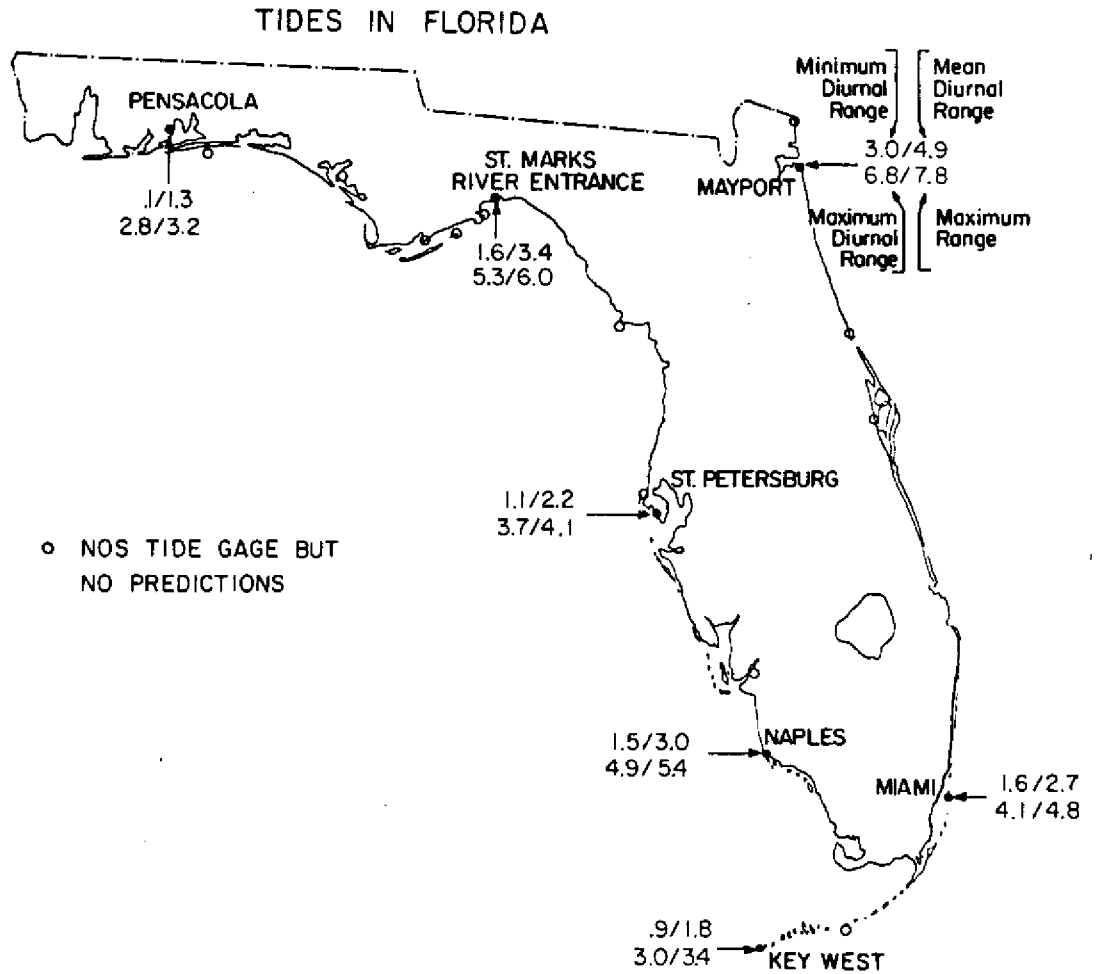 TIDES IN FLORIDA
Minimum
Diurnal
Range
Mean
Diurnal
Range
3.0/4.9
6.8/7.8
Maximum
Diurnal
Range
Maximum
Range
PENSACOLA
.1/1.3
2.8/3.2
ST. MARKS
RIVER ENTRANCE
1.6/3.4
5.3/6.0
MAYPORT
ST. PETERSBURG
1.1/2.2
3.7/4.1
o NOS TIDE GAGE BUT
NO PREDICTIONS
NAPLES
1.5/3.0
4.9/5.4
MIAMI
1.6/2.7
4.1/4.8
.9/1.8
3.0/3.4
KEY WEST